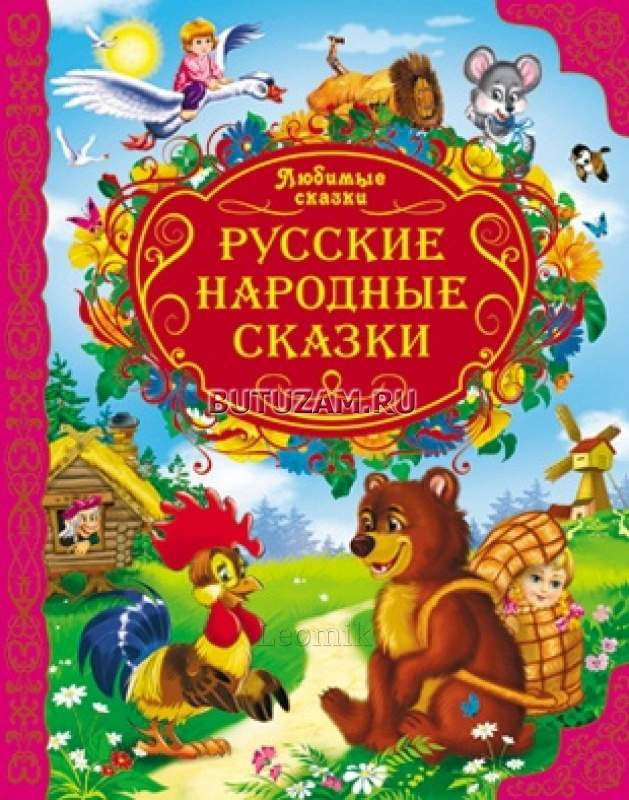 Любимые
сказки
РУССКИЕ
НАРОДНЫЕ
СКАЗКИ
BUTUZAM.RU
Leomik